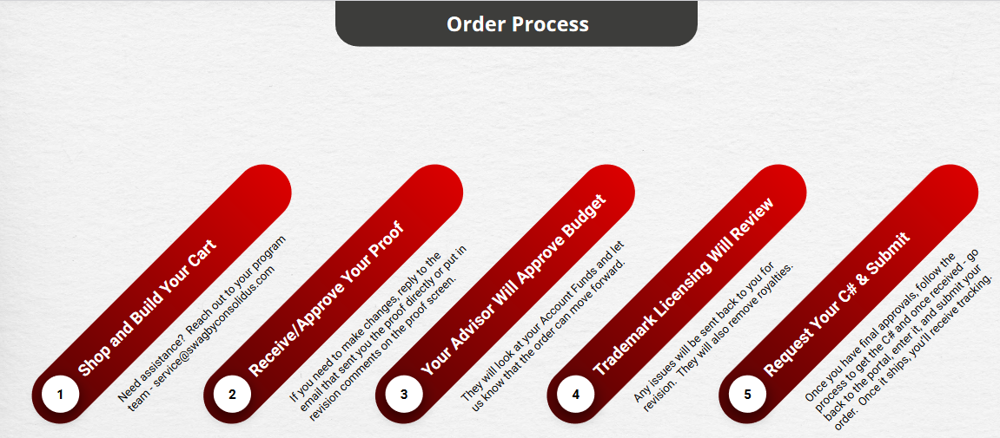 Order Process
1
Shop and Build Your Cart
Need assistance? Reach out to your program
team - service@swagbyconsolidus.com
2
Receive/Approve Your Proof
If you need to make changes, reply to the
email that sent you the proof directly or put in
revision comments on the proof screen.
3
Your Advisor Will Approve Budget
They will look at your Account Funds and let
us know that the order can move forward.
4
Trademark Licensing Will Review
Any issues will be sent back to you for
revision. They will also remove royalties.
5
Request Your C# & Submit
Once you have final approvals, follow the
process to get the C# and once received - go
back to the portal, enter it, and submit your
order. Once it ships, you'll receive tracking.